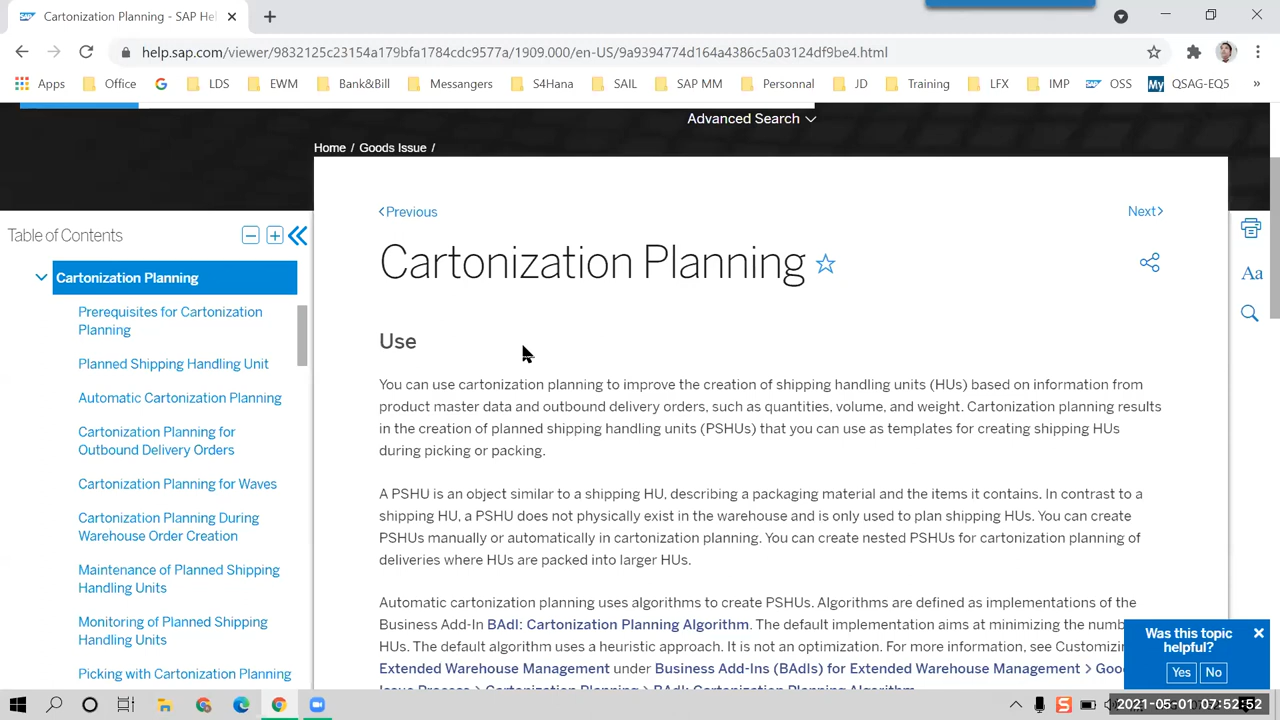 Cartonization Planning - SAP Hel
help.sap.com/viewer/9832125c23154a179bfa1784cdc9577a/1909.000/en-US/9a9394774d164a4386c5a03124df9be4.html
Apps Office LDS EWM Bank&Bill Messangers S4Hana SAIL SAP MM Personnal JD Training LFX IMP OSS My QSAG-EQ5 »
Advanced Search
Home / Goods Issue /
<Previous Next>
Table of Contents
Cartonization Planning
Cartonization Planning
Prerequisites for Cartonization
Planning
Planned Shipping Handling Unit
Automatic Cartonization Planning
Cartonization Planning for
Outbound Delivery Orders
Cartonization Planning for Waves
Cartonization Planning During
Warehouse Order Creation
Maintenance of Planned Shipping
Handling Units
Monitoring of Planned Shipping
Handling Units
Picking with Cartonization Planning
Aa
Use
You can use cartonization planning to improve the creation of shipping handling units (HUs) based on information from
product master data and outbound delivery orders, such as quantities, volume, and weight. Cartonization planning results
in the creation of planned shipping handling units (PSHUs) that you can use as templates for creating shipping HUs
during picking or packing.
A PSHU is an object similar to a shipping HU, describing a packaging material and the items it contains. In contrast to a
shipping HU, a PSHU does not physically exist in the warehouse and is only used to plan shipping HUs. You can create
PSHUs manually or automatically in cartonization planning. You can create nested PSHUs for cartonization planning of
deliveries where HUs are packed into larger HUs.
Automatic cartonization planning uses algorithms to create PSHUs. Algorithms are defined as implementations of the
Business Add-In BAdI: Cartonization Planning Algorithm. The default implementation aims at minimizing the numb
HUs. The default algorithm uses a heuristic approach. It is not an optimization. For more information, see Customizi
Extended Warehouse Management under Business Add-Ins (BAdIs) for Extended Warehouse Management > Goo
Issue Process > Cartonization Planning > BAdI: Cartonization Planning Algorithm
Was this topic
helpful?
Yes No
2021-05-01 07:52:52